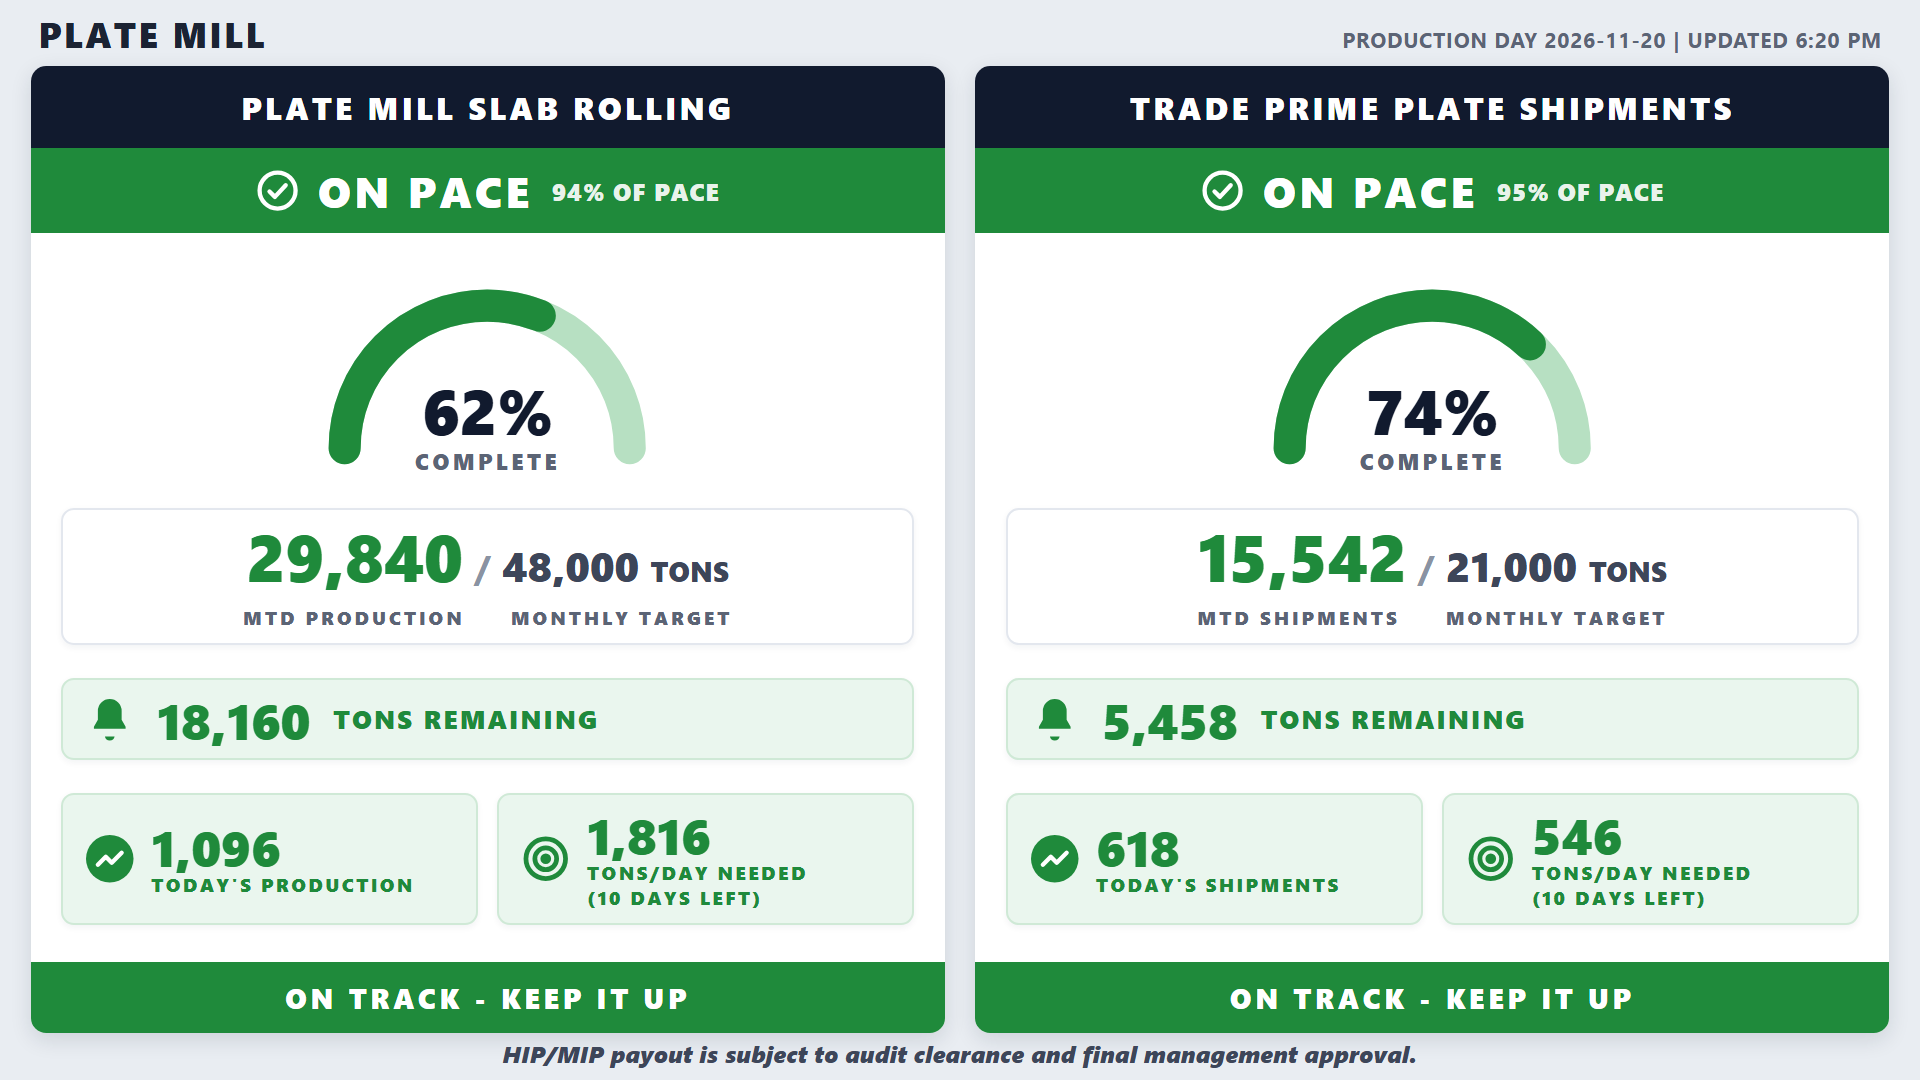 PLATE MILL
PRODUCTION DAY 2026-11-20 | UPDATED 6:20 PM
PLATE MILL SLAB ROLLING
ON PACE 94% OF PACE
62%
COMPLETE
29,840 / 48,000 TONS
MTD PRODUCTION MONTHLY TARGET
18,160 TONS REMAINING
1,096
TODAY'S PRODUCTION
1,816
TONS/DAY NEEDED
(10 DAYS LEFT)
ON TRACK - KEEP IT UP
TRADE PRIME PLATE SHIPMENTS
ON PACE 95% OF PACE
74%
COMPLETE
15,542 / 21,000 TONS
MTD SHIPMENTS MONTHLY TARGET
5,458 TONS REMAINING
618
TODAY'S SHIPMENTS
546
TONS/DAY NEEDED
(10 DAYS LEFT)
ON TRACK - KEEP IT UP
HIP/MIP payout is subject to audit clearance and final management approval.